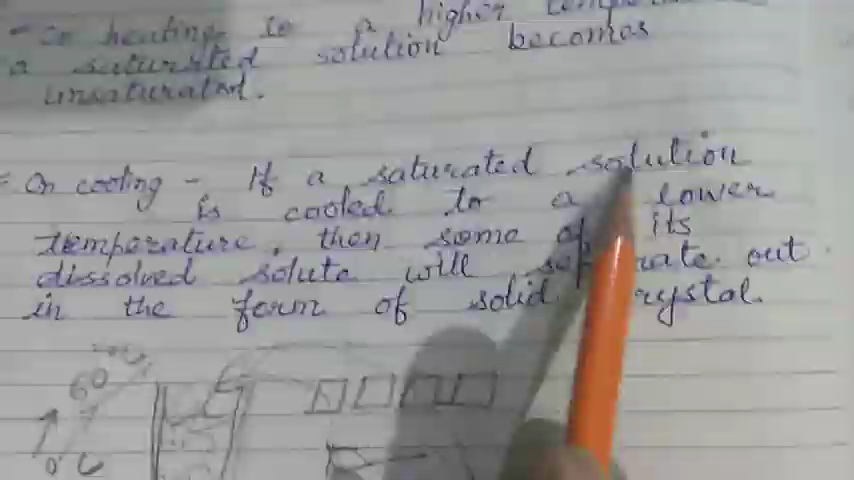 - On heating to a higher
a saturated solution becomes
unsaturated.
= On cooling - If a saturated solution
is cooled to a lower
temperature, then some of its
dissolved solute will separate out
in the form of solid crystal.
60
0°C